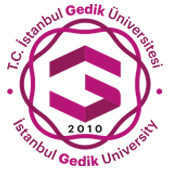 T.C. İstanbul Gedik Üniversitesi
2010
İstanbul Gedik University